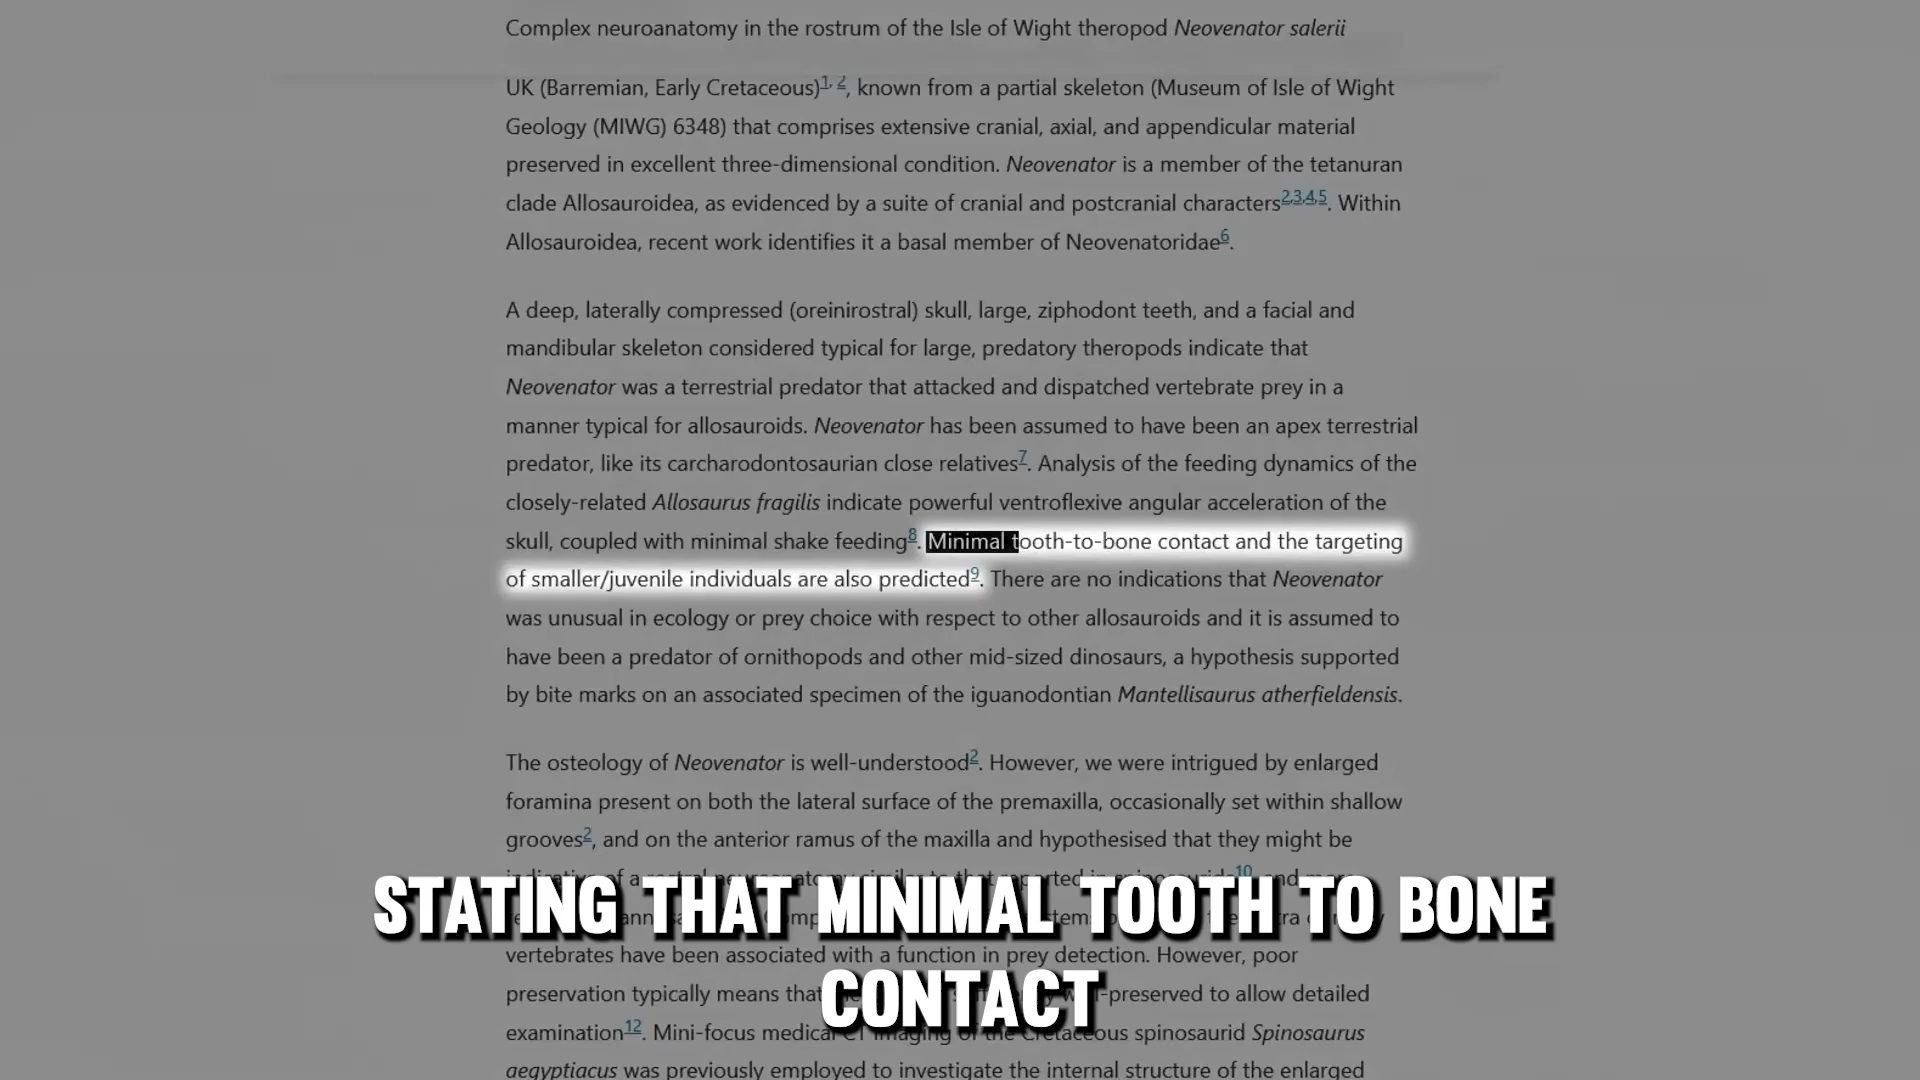 Complex neuroanatomy in the rostrum of the Isle of Wight theropod Neovenator salerii
UK (Barremian, Early Cretaceous)1, 2, known from a partial skeleton (Museum of Isle of Wight
Geology (MIWG) 6348) that comprises extensive cranial, axial, and appendicular material
preserved in excellent three-dimensional condition. Neovenator is a member of the tetanuran
clade Allosauroidea, as evidenced by a suite of cranial and postcranial characters2,3,4,5. Within
Allosauroidea, recent work identifies it a basal member of Neovenatoridae6.
A deep, laterally compressed (oreinirostral) skull, large, ziphodont teeth, and a facial and
mandibular skeleton considered typical for large, predatory theropods indicate that
Neovenator was a terrestrial predator that attacked and dispatched vertebrate prey in a
manner typical for allosauroids. Neovenator has been assumed to have been an apex terrestrial
predator, like its carcharodontosaurian close relatives7. Analysis of the feeding dynamics of the
closely-related Allosaurus fragilis indicate powerful ventroflexive angular acceleration of the
skull, coupled with minimal shake feeding8. Minimal tooth-to-bone contact and the targeting
of smaller/juvenile individuals are also predicted9. There are no indications that Neovenator
was unusual in ecology or prey choice with respect to other allosauroids and it is assumed to
have been a predator of ornithopods and other mid-sized dinosaurs, a hypothesis supported
by bite marks on an associated specimen of the iguanodontian Mantellisaurus atherfieldensis.
The osteology of Neovenator is well-understood2. However, we were intrigued by enlarged
foramina present on both the lateral surface of the premaxilla, occasionally set within shallow
grooves2, and on the anterior ramus of the maxilla and hypothesised that they might be
of a 10
STATING THAT MINIMAL TOOTH TO BONE
vertebrates have been associated with a function in prey detection. However, poor
preservation typically means that -preserved to allow detailed
CONTACT
examination12. Mini-focus medical CT imaging of the Cretaceous spinosaurid Spinosaurus
aegyptiacus was previously employed to investigate the internal structure of the enlarged